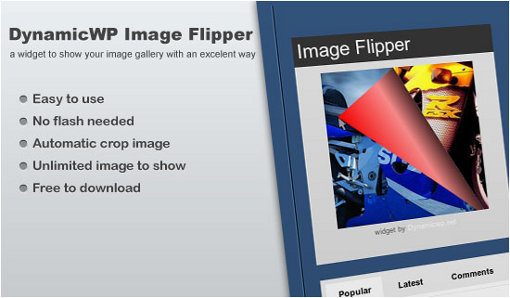 DynamicWP Image Flipper
a widget to show your image gallery with an excelent way
Easy to use
No flash needed
Automatic crop image
Unlimited image to show
Free to download
Image Flipper
widget by Dynamicwp.net
Popular
Latest
Comments